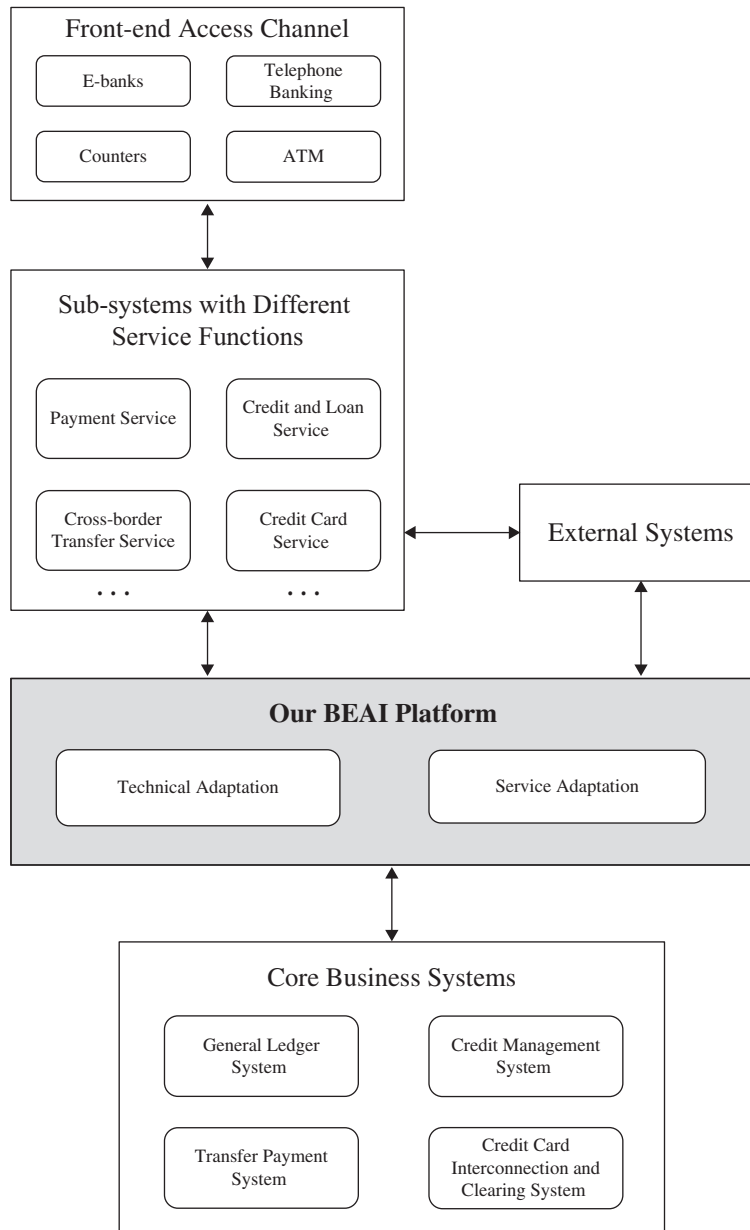 Front-end Access Channel
E-banks
Telephone
Banking
Counters
ATM
Sub-systems with Different
Service Functions
Payment Service
Credit and Loan
Service
Cross-border
Transfer Service
Credit Card
Service
...
...
External Systems
Our BEAI Platform
Technical Adaptation
Service Adaptation
Core Business Systems
General Ledger
System
Credit Management
System
Transfer Payment
System
Credit Card
Interconnection and
Clearing System